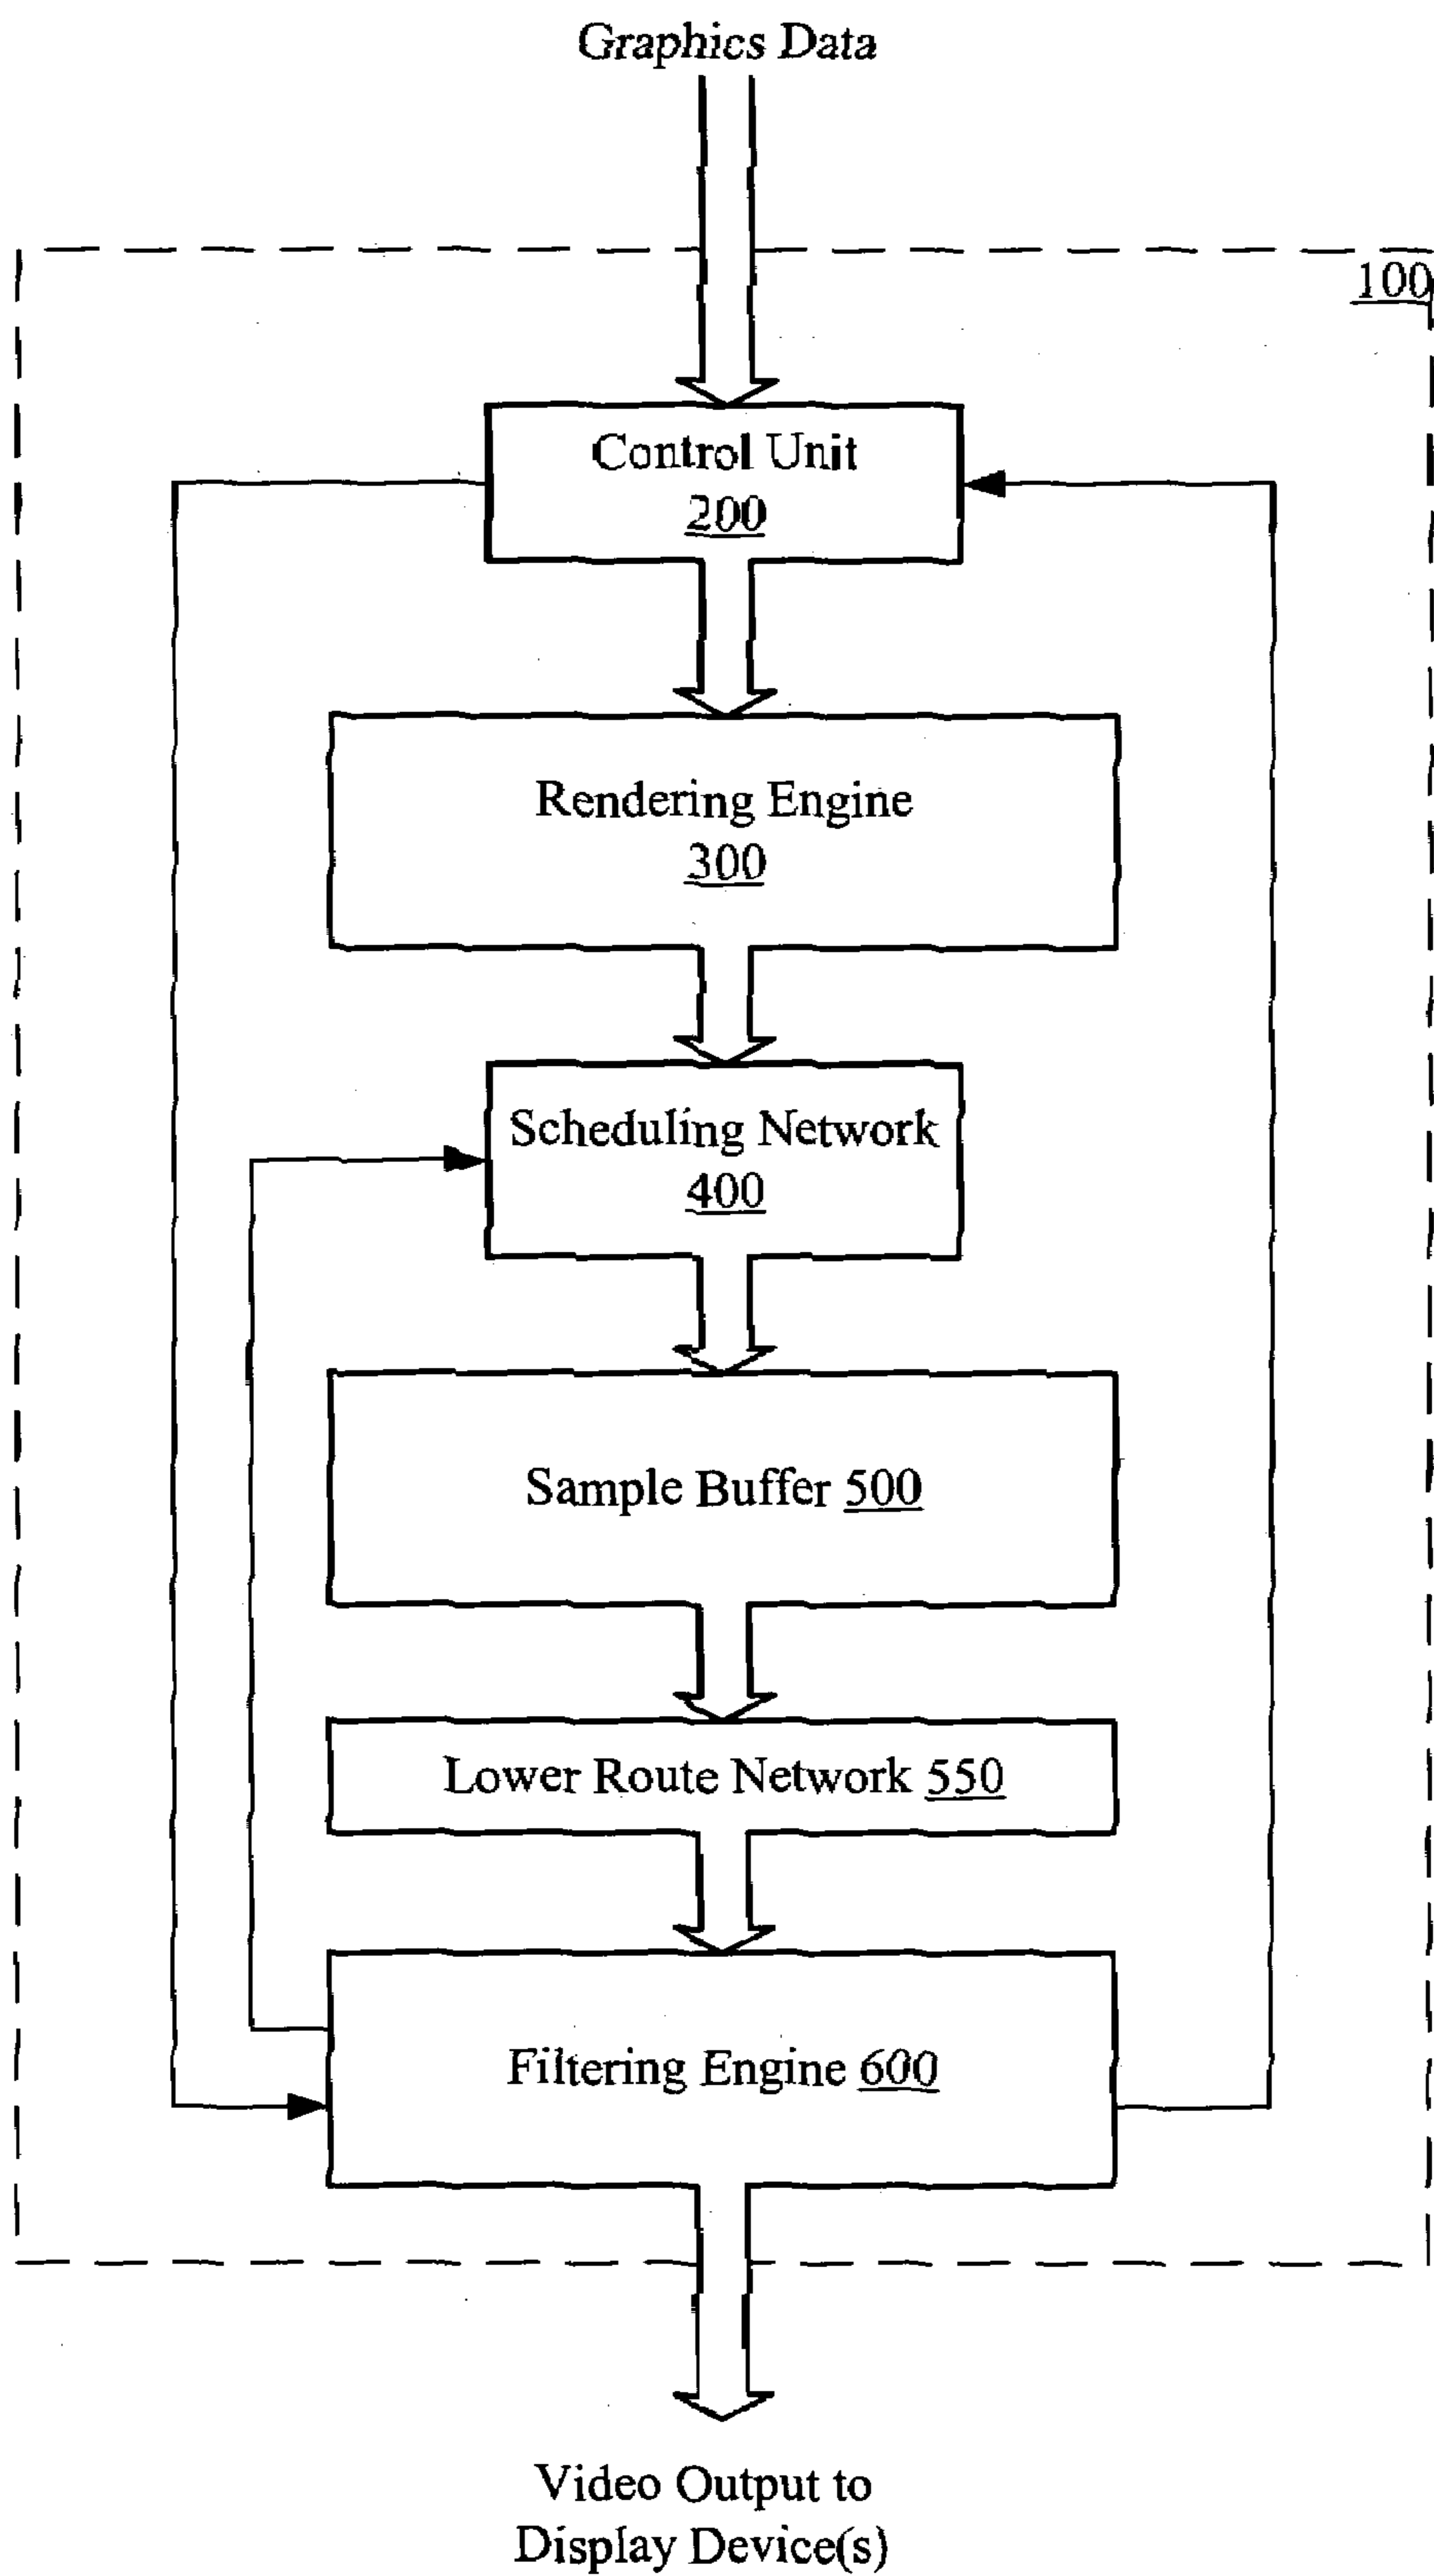 Graphics Data
100
Control Unit
200
Rendering Engine
300
Scheduling Network
400
Sample Buffer 500
Lower Route Network 550
Filtering Engine 600
Video Output to
Display Device(s)